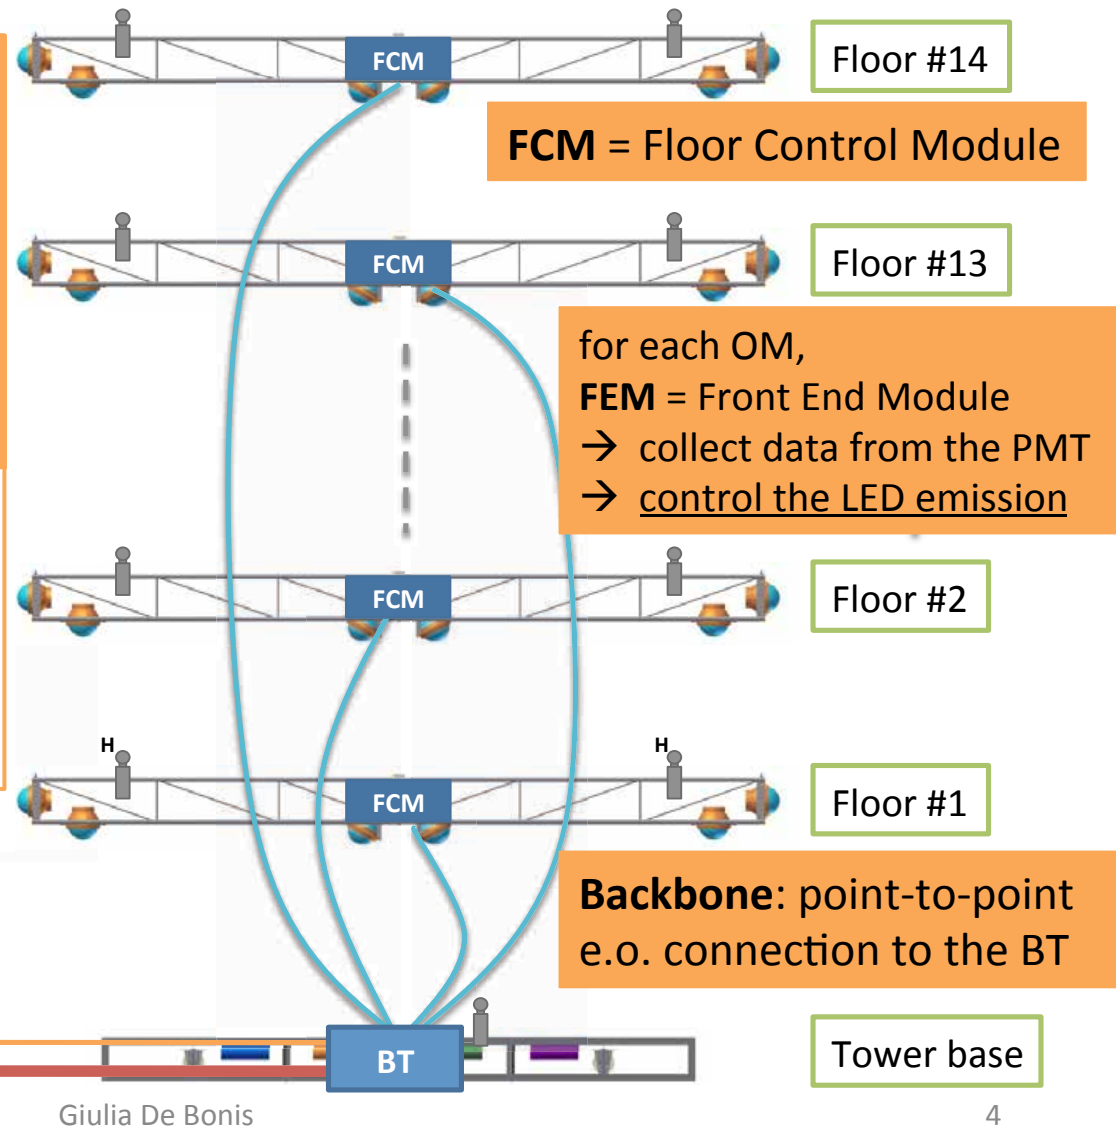 FCM
Floor #14
FCM = Floor Control Module
FCM
Floor #13
for each OM,
FEM = Front End Module
→ collect data from the PMT
→ control the LED emission
FCM
Floor #2
H
H
FCM
Floor #1
Backbone: point-to-point
e.o. connection to the BT
BT
Tower base
Giulia De Bonis
4